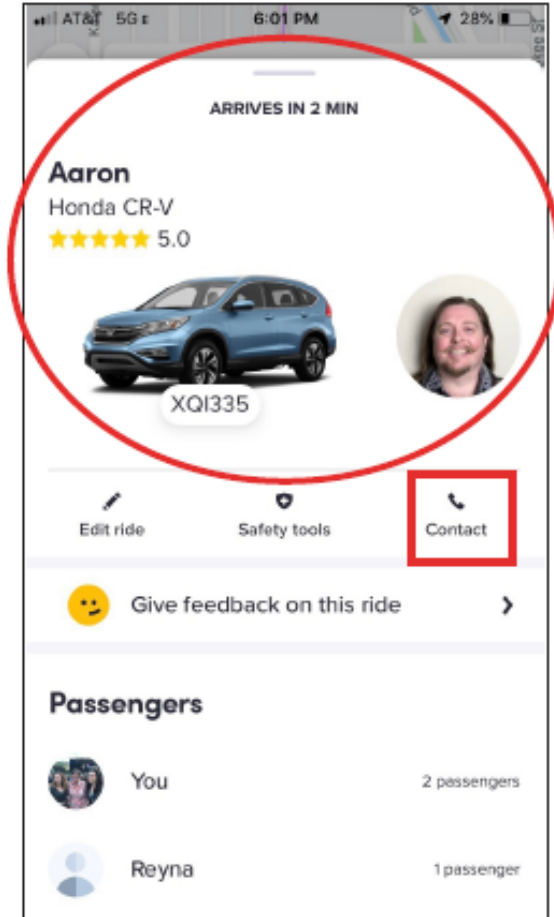 AT&T 5G E 6:01 PM 28%
ARRIVES IN 2 MIN
Aaron
Honda CR-V
5.0
XQI335
Edit ride Safety tools Contact
Give feedback on this ride
Passengers
You 2 passengers
Reyna 1 passenger